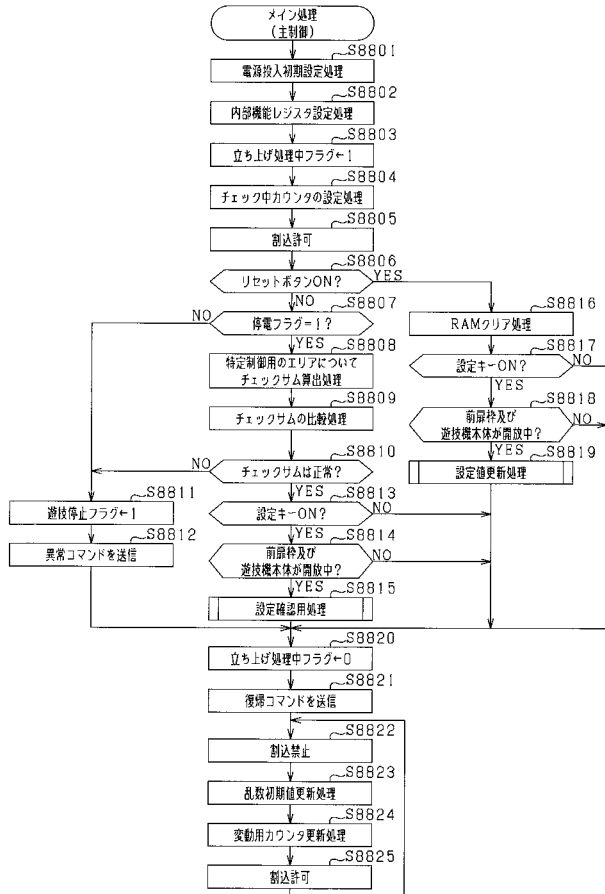 メイン処理
(主制御)
S8801
電源投入初期設定処理
S8802
内部機能レジスタ設定処理
S8803
立ち上げ処理中フラグ←1
S8804
チェック中カウンタの設定処理
S8805
割込許可
S8806
リセットボタンON?
YES
NO
S8807
停電フラグ=1?
NO
YES
S8808
特定制御用のエリアについて
チェックサム算出処理
S8809
チェックサムの比較処理
S8810
チェックサムは正常?
NO
YES
S8811
遊技停止フラグ←1
S8812
異常コマンドを送信
S8813
設定キーON?
NO
YES
S8814
前扉枠及び
遊技機本体が開放中?
NO
YES
S8815
設定確認用処理
S8816
RAMクリア処理
S8817
設定キーON?
NO
YES
S8818
前扉枠及び
遊技機本体が開放中?
NO
YES
S8819
設定値更新処理
S8820
立ち上げ処理中フラグ←0
S8821
復帰コマンドを送信
S8822
割込禁止
S8823
乱数初期値更新処理
S8824
変動用カウンタ更新処理
S8825
割込許可